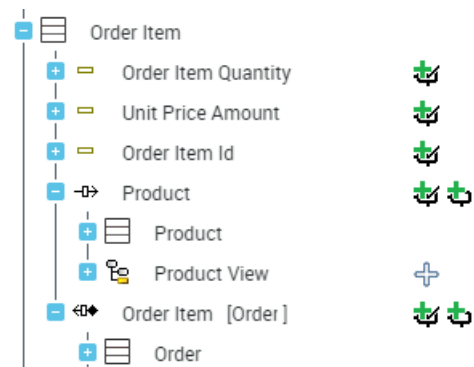 Order Item
Order Item Quantity
Unit Price Amount
Order Item Id
Product
Product
Product View
Order Item [Order]
Order